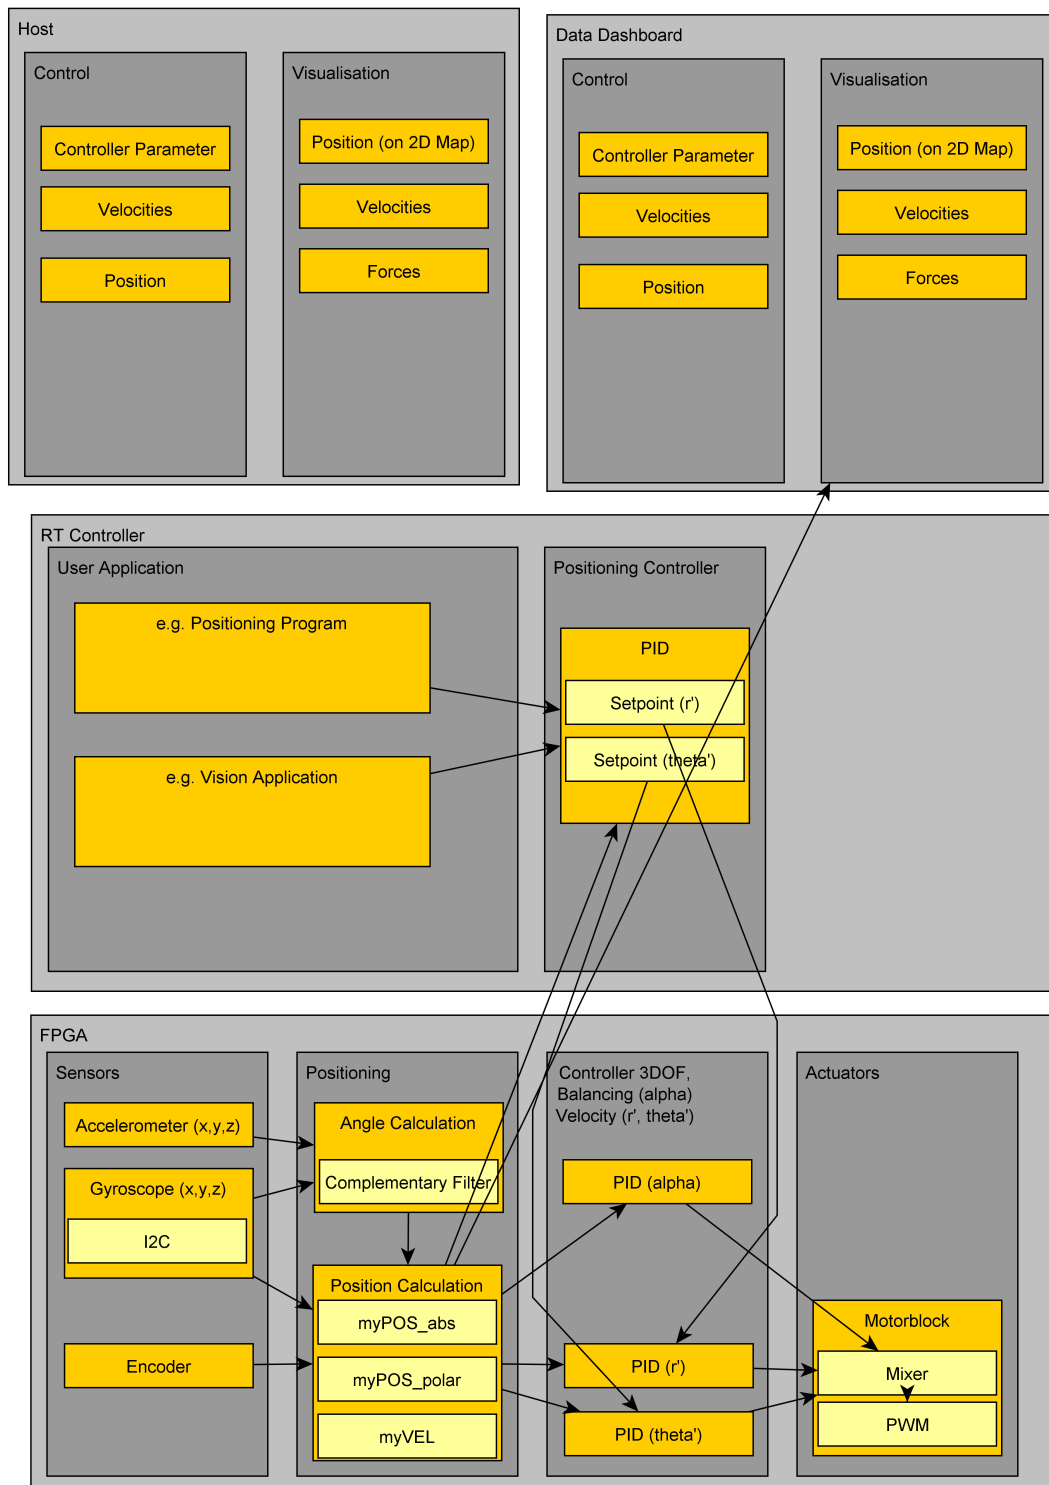 Host
Control
Controller Parameter
Velocities
Position
Visualisation
Position (on 2D Map)
Velocities
Forces
Data Dashboard
Control
Controller Parameter
Velocities
Position
Visualisation
Position (on 2D Map)
Velocities
Forces
RT Controller
User Application
e.g. Positioning Program
e.g. Vision Application
Positioning Controller
PID
Setpoint (r')
Setpoint (theta')
FPGA
Sensors
Accelerometer (x,y,z)
Gyroscope (x,y,z)
I2C
Encoder
Positioning
Angle Calculation
Complementary Filter
Position Calculation
myPOS_abs
myPOS_polar
myVEL
Controller 3DOF,
Balancing (alpha)
Velocity (r', theta')
PID (alpha)
PID (r')
PID (theta')
Actuators
Motorblock
Mixer
PWM